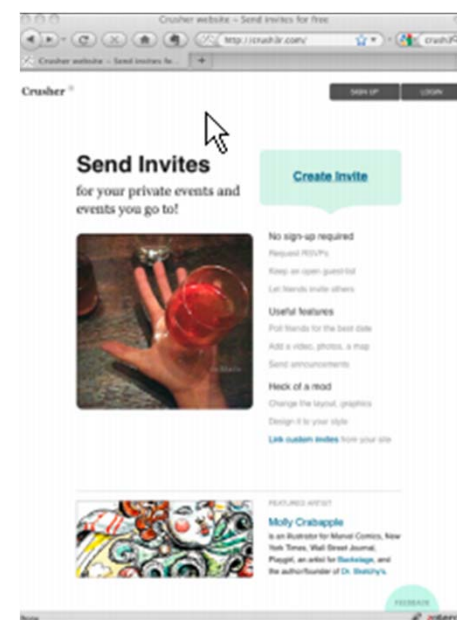 Crusher website – Send invites for free
http://crush3r.com/
Crusher website – Send invites fo...
Crusher
SIGN UP
LOGIN
Send Invites
for your private events and
events you go to!
Create Invite
No sign-up required
Request RSVPs
Keep an open guest-list
Let friends invite others
Useful features
Poll friends for the best date
Add a video, photos, a map
Send announcements
Heck of a mod
Change the layout, graphics
Design it to your style
Link custom invites from your site
FEATURED ARTIST
Molly Crabapple
is an illustrator for Marvel Comics, New
York Times, Wall Street Journal,
Playgirl, an artist for Backstage, and
the author/founder of Dr. Sketchy's.
FEEDBACK
Done